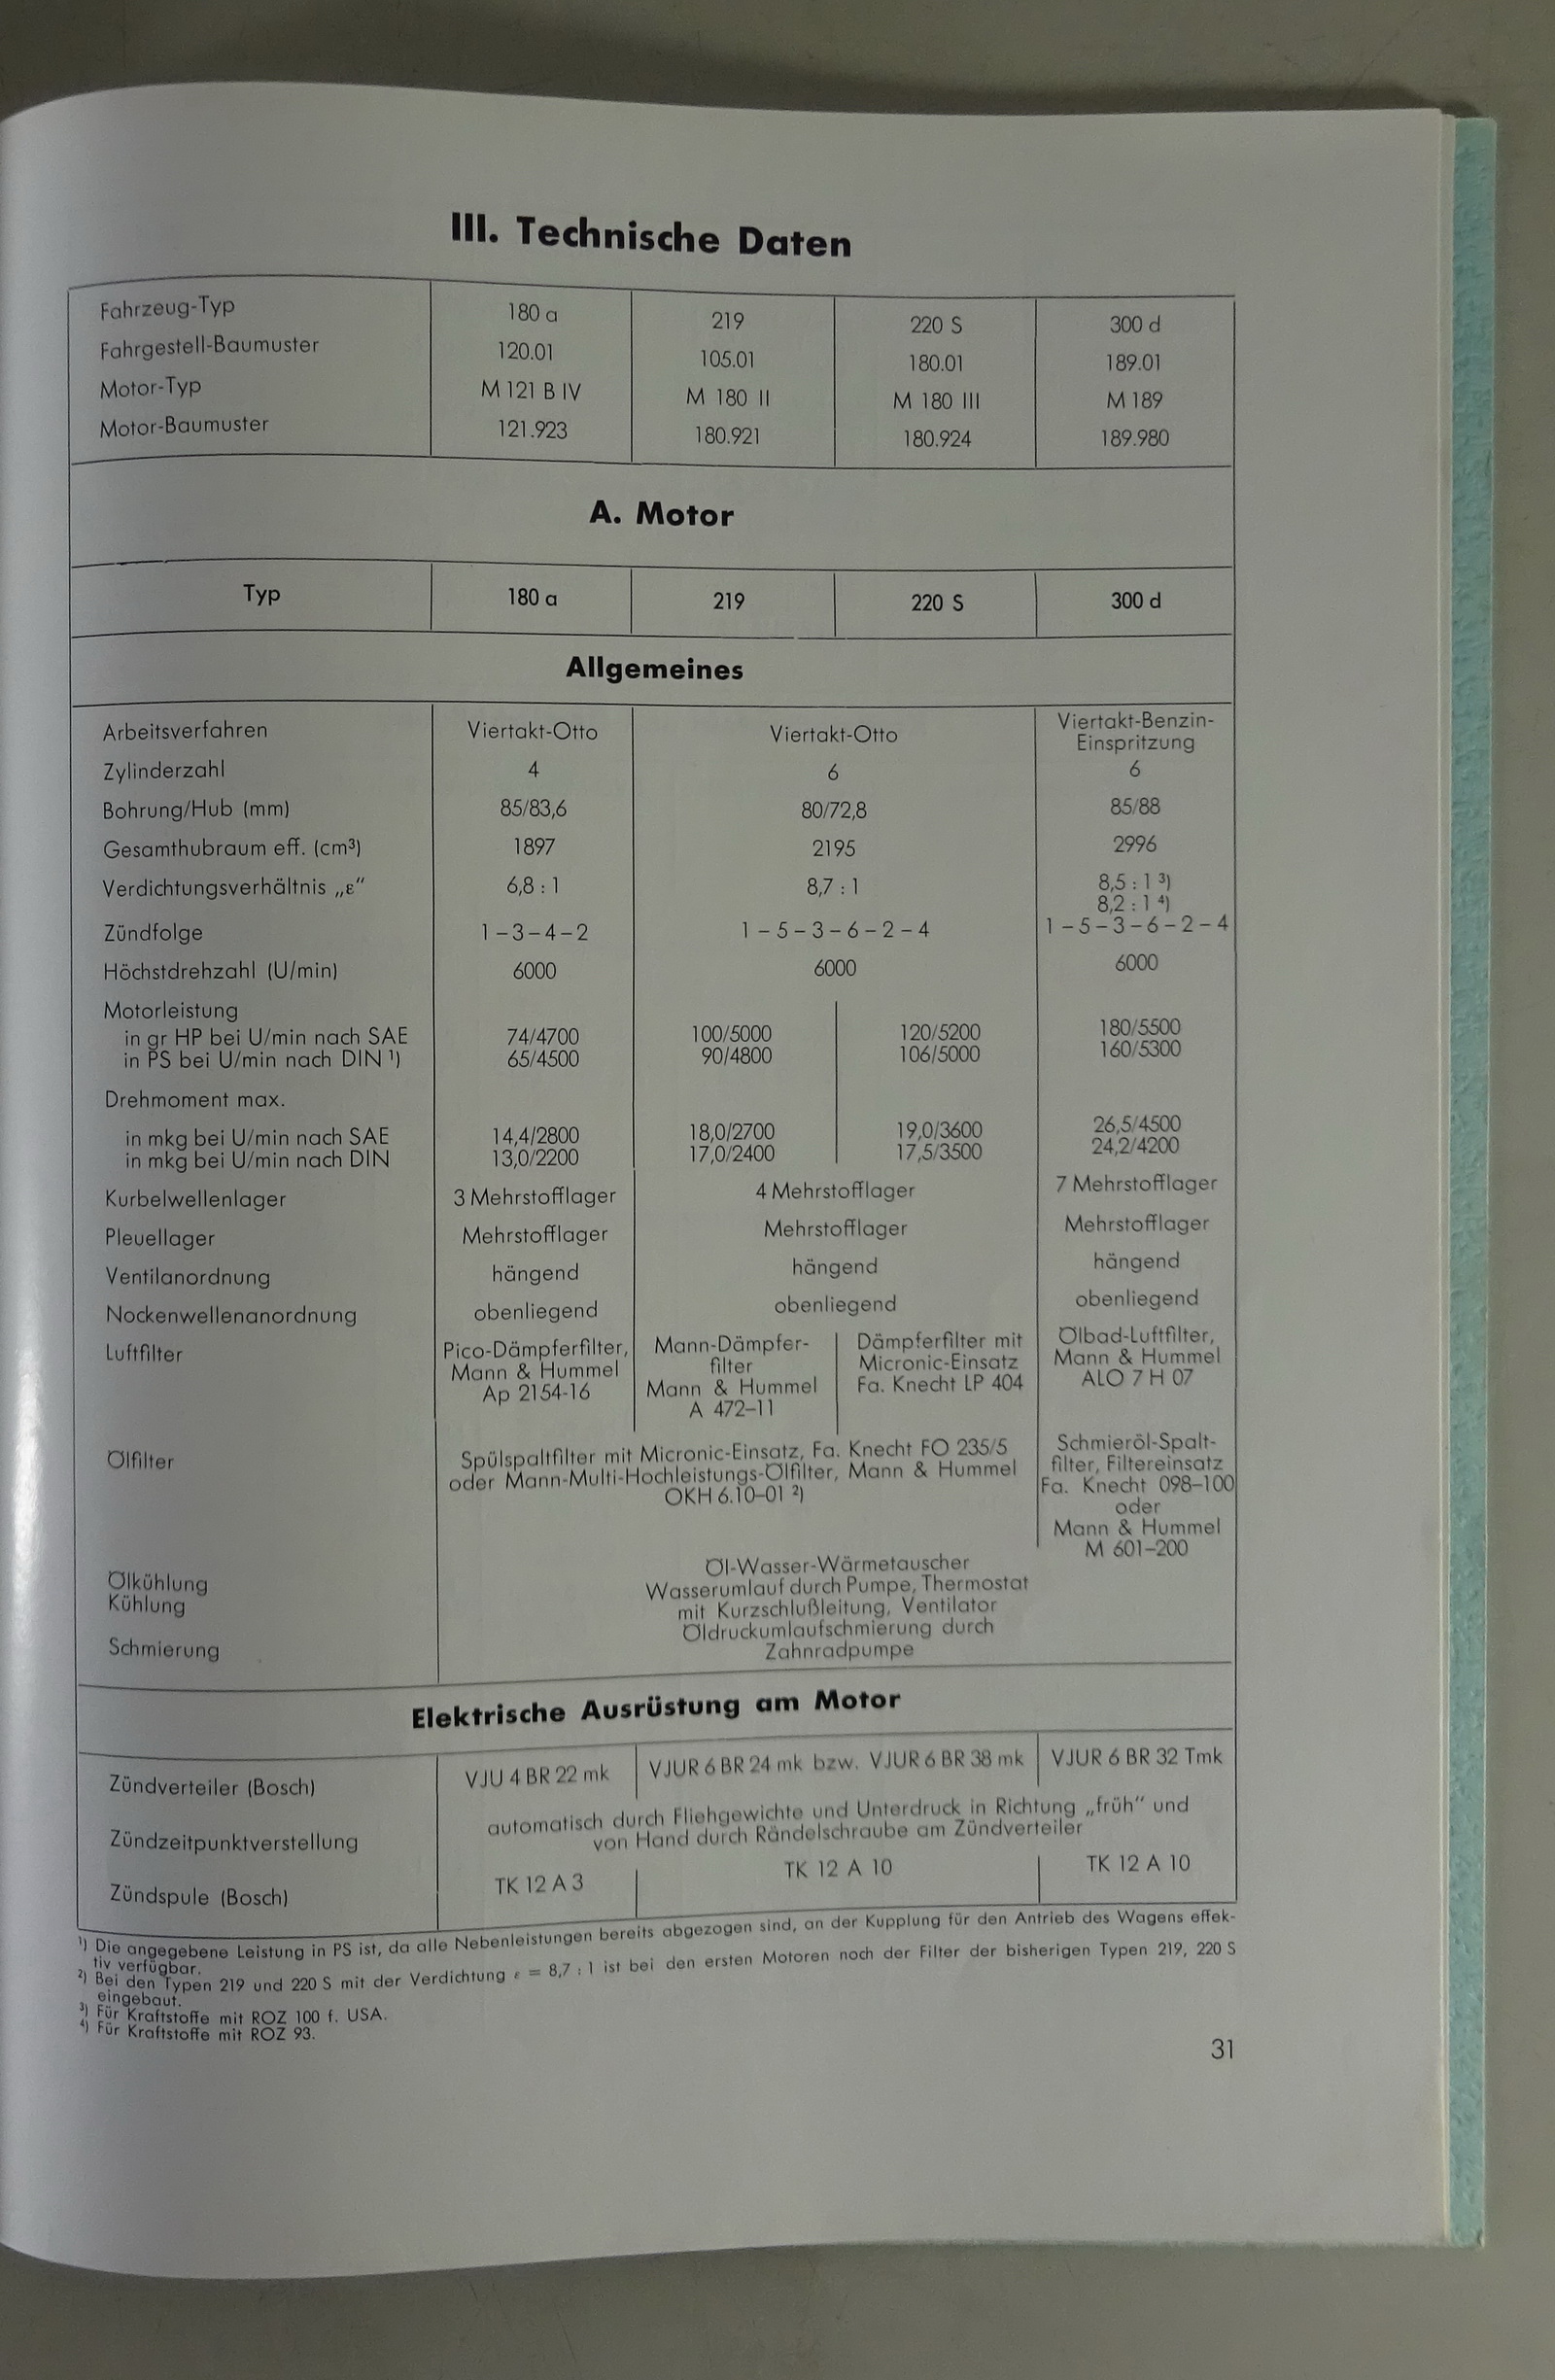 III. Technische Daten
Fahrzeug-Typ 180 a 219 220 S 300 d
Fahrgestell-Baumuster 120.01 105.01 180.01 189.01
Motor-Typ M 121 B IV M 180 II M 180 III M 189
Motor-Baumuster 121.923 180.921 180.924 189.980
A. Motor
Typ 180 a 219 220 S 300 d
Allgemeines
Arbeitsverfahren Viertakt-Otto Viertakt-Otto Viertakt-Benzin-
Einspritzung
Zylinderzahl 4 6 6
Bohrung/Hub (mm) 85/83,6 80/72,8 85/88
Gesamthubraum eff. (cm³) 1897 2195 2996
Verdichtungsverhältnis „ε“ 6,8 : 1 8,7 : 1 8,5 : 1 ³)
8,2 : 1 ⁴)
Zündfolge 1–3–4–2 1–5–3–6–2–4 1–5–3–6–2–4
Höchstdrehzahl (U/min) 6000 6000 6000
Motorleistung
in gr HP bei U/min nach SAE 74/4700 100/5000 120/5200 180/5500
in PS bei U/min nach DIN ¹) 65/4500 90/4800 106/5000 160/5300
Drehmoment max.
in mkg bei U/min nach SAE 14,4/2800 18,0/2700 19,0/3600 26,5/4500
in mkg bei U/min nach DIN 13,0/2200 17,0/2400 17,5/3500 24,2/4200
Kurbelwellenlager 3 Mehrstofflager 4 Mehrstofflager 7 Mehrstofflager
Pleuellager Mehrstofflager Mehrstofflager Mehrstofflager
Ventilanordnung hängend hängend hängend
Nockenwellenanordnung obenliegend obenliegend obenliegend
Luftfilter Pico-Dämpferfilter, Mann-Dämpfer- Dämpferfilter mit Ölbad-Luftfilter,
Mann & Hummel filter Micronic-Einsatz Mann & Hummel
Ap 2154-16 Mann & Hummel Fa. Knecht LP 404 ALO 7 H 07
A 472–11
Ölfilter Spülspaltfilter mit Micronic-Einsatz, Fa. Knecht FO 235/5 Schmieröl-Spalt-
oder Mann-Multi-Hochleistungs-Ölfilter, Mann & Hummel filter, Filtereinsatz
OKH 6.10–01 ²) Fa. Knecht 098–100
oder
Mann & Hummel
M 601–200
Öl-Wasser-Wärmetauscher
Ölkühlung Wasserumlauf durch Pumpe, Thermostat
Kühlung mit Kurzschlußleitung, Ventilator
Öldruckumlaufschmierung durch
Schmierung Zahnradpumpe
Elektrische Ausrüstung am Motor
Zündverteiler (Bosch) VJU 4 BR 22 mk VJUR 6 BR 24 mk bzw. VJUR 6 BR 38 mk VJUR 6 BR 32 Tmk
Zündzeitpunktverstellung automatisch durch Fliehgewichte und Unterdruck in Richtung „früh“ und
von Hand durch Rändelschraube am Zündverteiler
Zündspule (Bosch) TK 12 A 3 TK 12 A 10 TK 12 A 10
¹) Die angegebene Leistung in PS ist, da alle Nebenleistungen bereits abgezogen sind, an der Kupplung für den Antrieb des Wagens effek-
tiv verfügbar.
²) Bei den Typen 219 und 220 S mit der Verdichtung ε = 8,7 : 1 ist bei den ersten Motoren noch der Filter der bisherigen Typen 219, 220 S
eingebaut.
³) Für Kraftstoffe mit ROZ 100 f. USA.
⁴) Für Kraftstoffe mit ROZ 93.
31